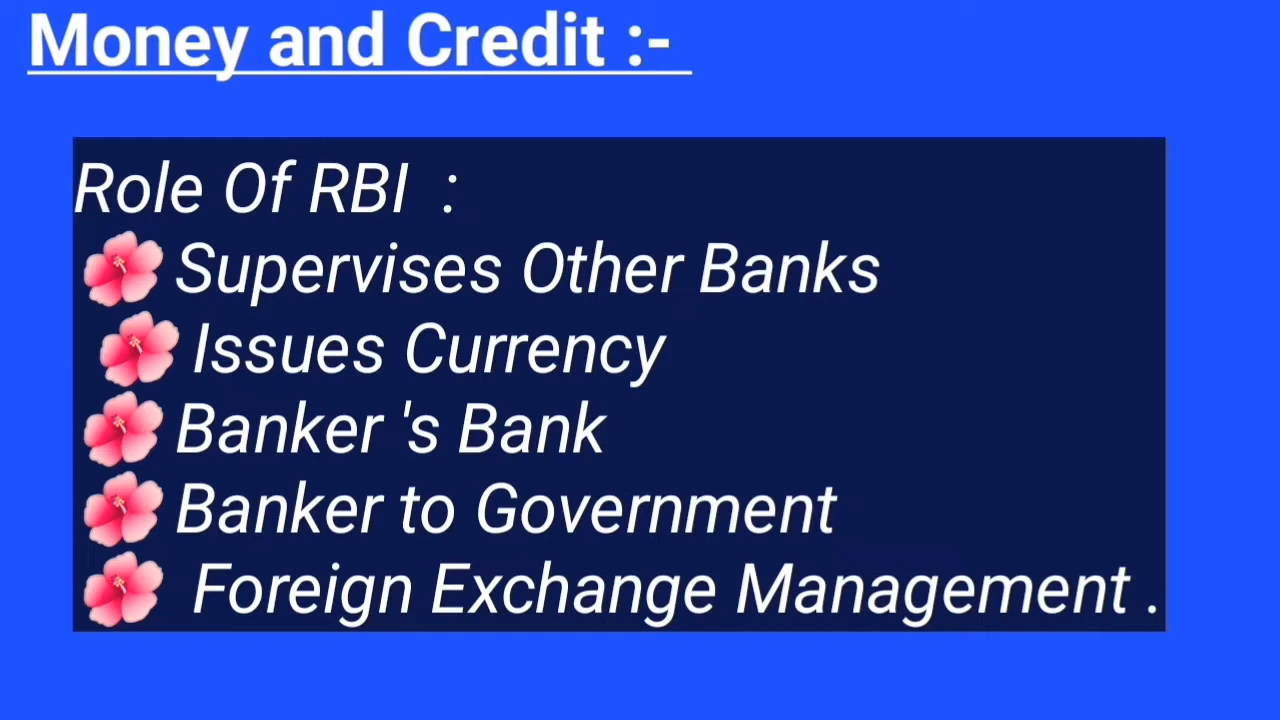 Money and Credit :-
Role Of RBI :
🌺 Supervises Other Banks
🌺 Issues Currency
🌺 Banker 's Bank
🌺 Banker to Government
🌺 Foreign Exchange Management .